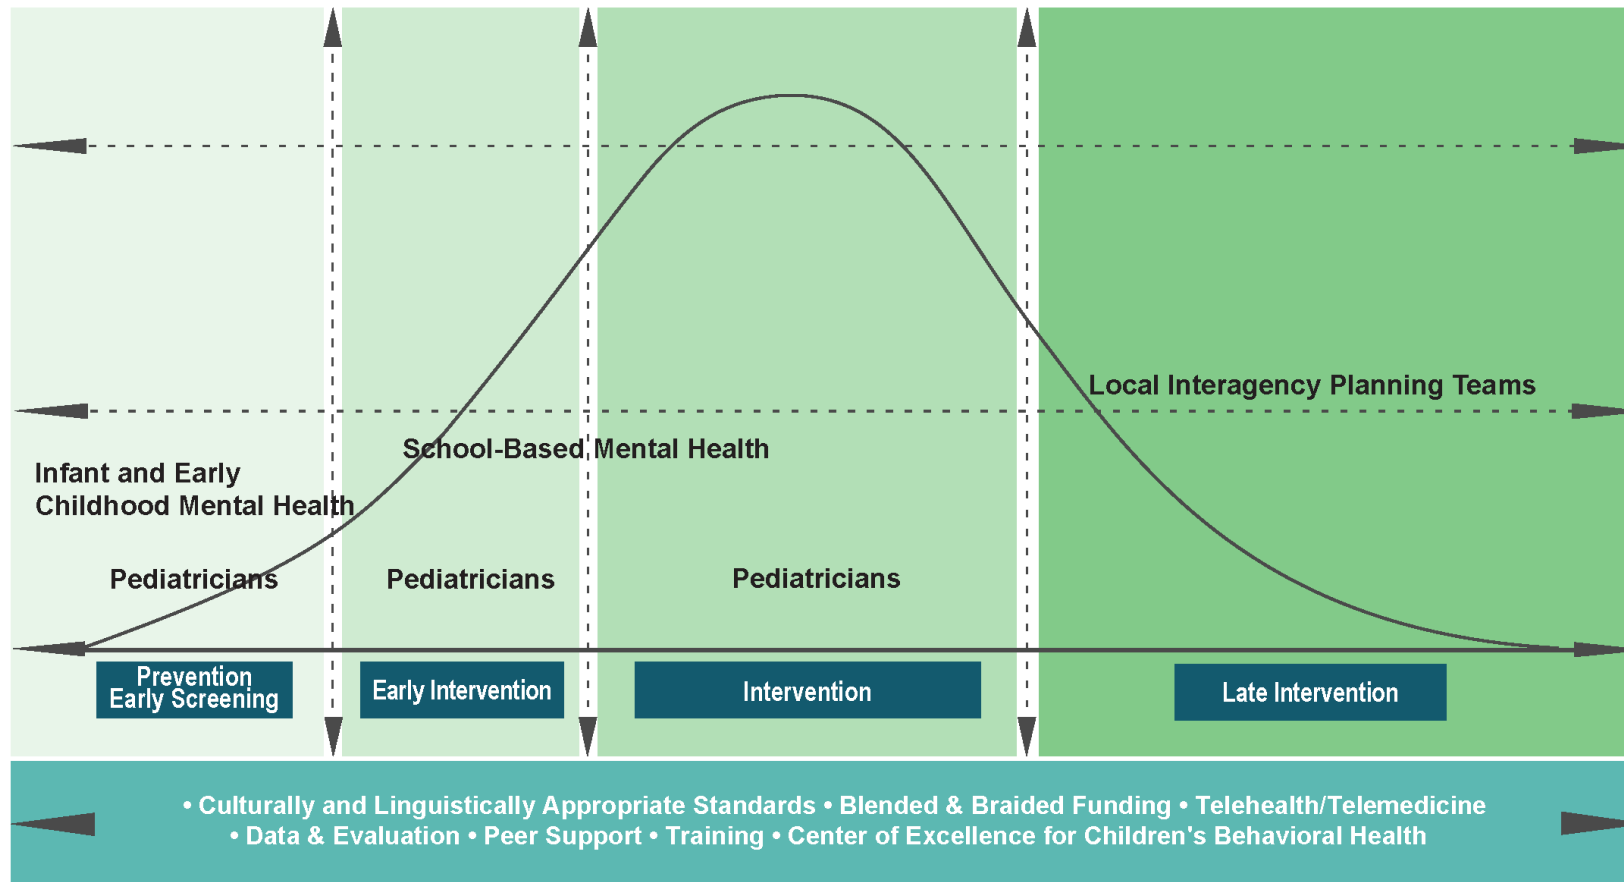 Local Interagency Planning Teams
School-Based Mental Health
Infant and Early
Childhood Mental Health
Pediatricians
Pediatricians
Pediatricians
Prevention
Early Screening
Early Intervention
Intervention
Late Intervention
• Culturally and Linguistically Appropriate Standards • Blended & Braided Funding • Telehealth/Telemedicine
• Data & Evaluation • Peer Support • Training • Center of Excellence for Children's Behavioral Health